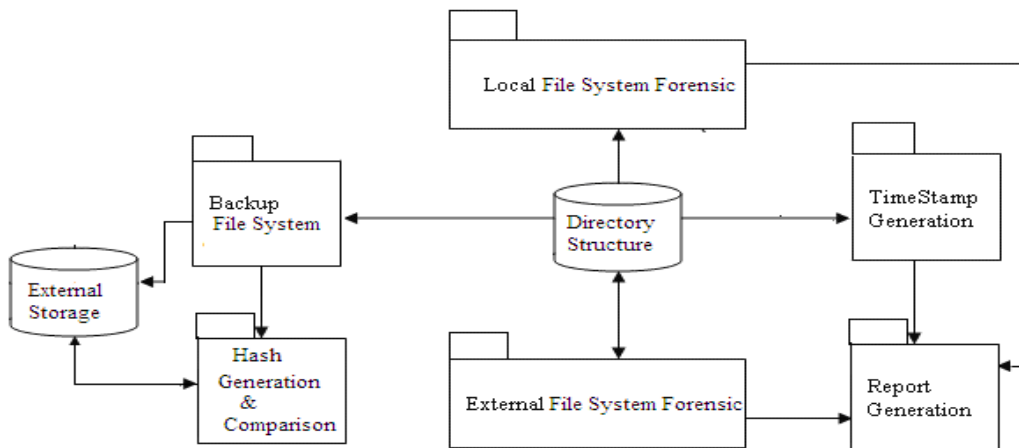 Local File System Forensic
Backup
File System
Directory
Structure
TimeStamp
Generation
External
Storage
Hash
Generation
&
Comparison
External File System Forensic
Report
Generation